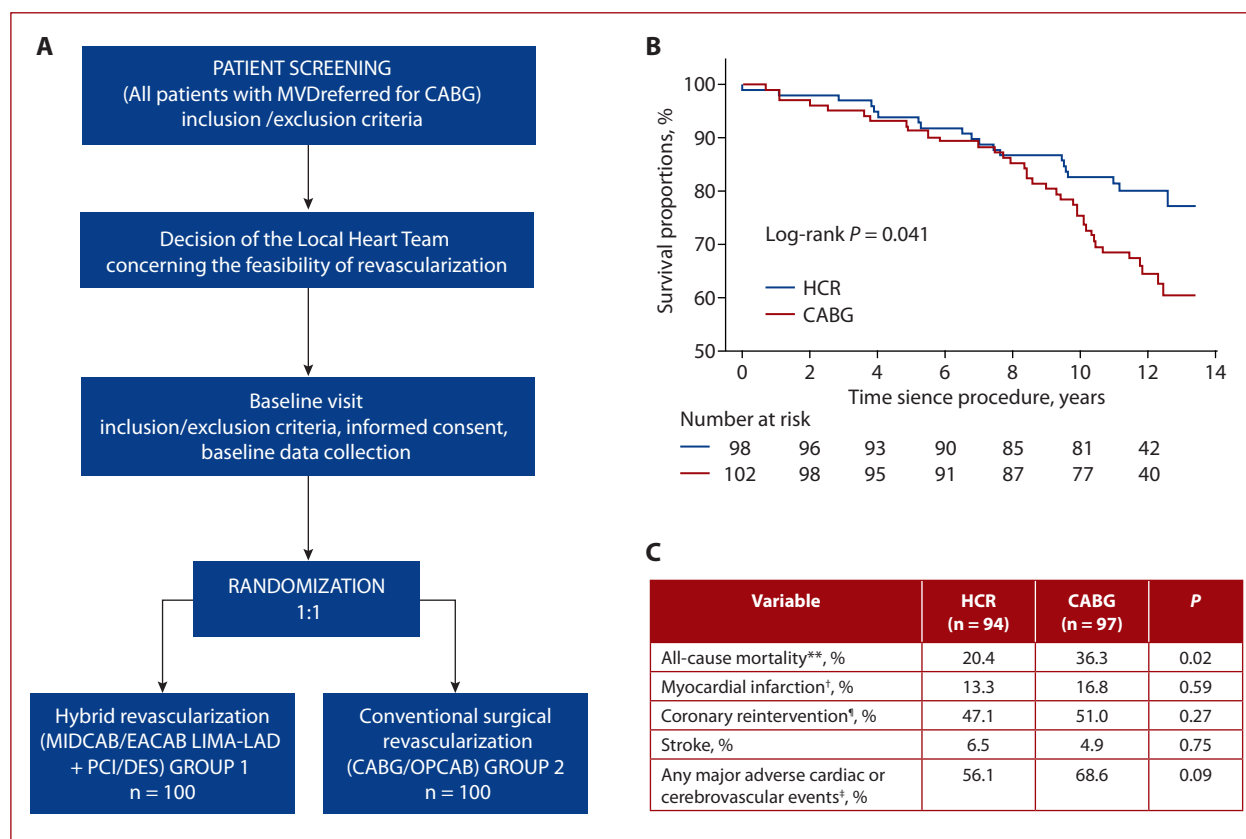 A
PATIENT SCREENING
(All patients with MVDreferred for CABG)
inclusion /exclusion criteria
Decision of the Local Heart Team
concerning the feasibility of revascularization
Baseline visit
inclusion/exclusion criteria, informed consent,
baseline data collection
RANDOMIZATION
1:1
Hybrid revascularization
(MIDCAB/EACAB LIMA-LAD
+ PCI/DES) GROUP 1
n = 100
Conventional surgical
revascularization
(CABG/OPCAB) GROUP 2
n = 100
B
Survival proportions, %
100
90
80
70
60
50
Log-rank P = 0.041
HCR
CABG
0 2 4 6 8 10 12 14
Time sience procedure, years
Number at risk
98 96 93 90 85 81 42
102 98 95 91 87 77 40
C
Variable HCR (n = 94) CABG (n = 97) P
All-cause mortality**, % 20.4 36.3 0.02
Myocardial infarction†, % 13.3 16.8 0.59
Coronary reintervention¶, % 47.1 51.0 0.27
Stroke, % 6.5 4.9 0.75
Any major adverse cardiac or
cerebrovascular events‡, % 56.1 68.6 0.09